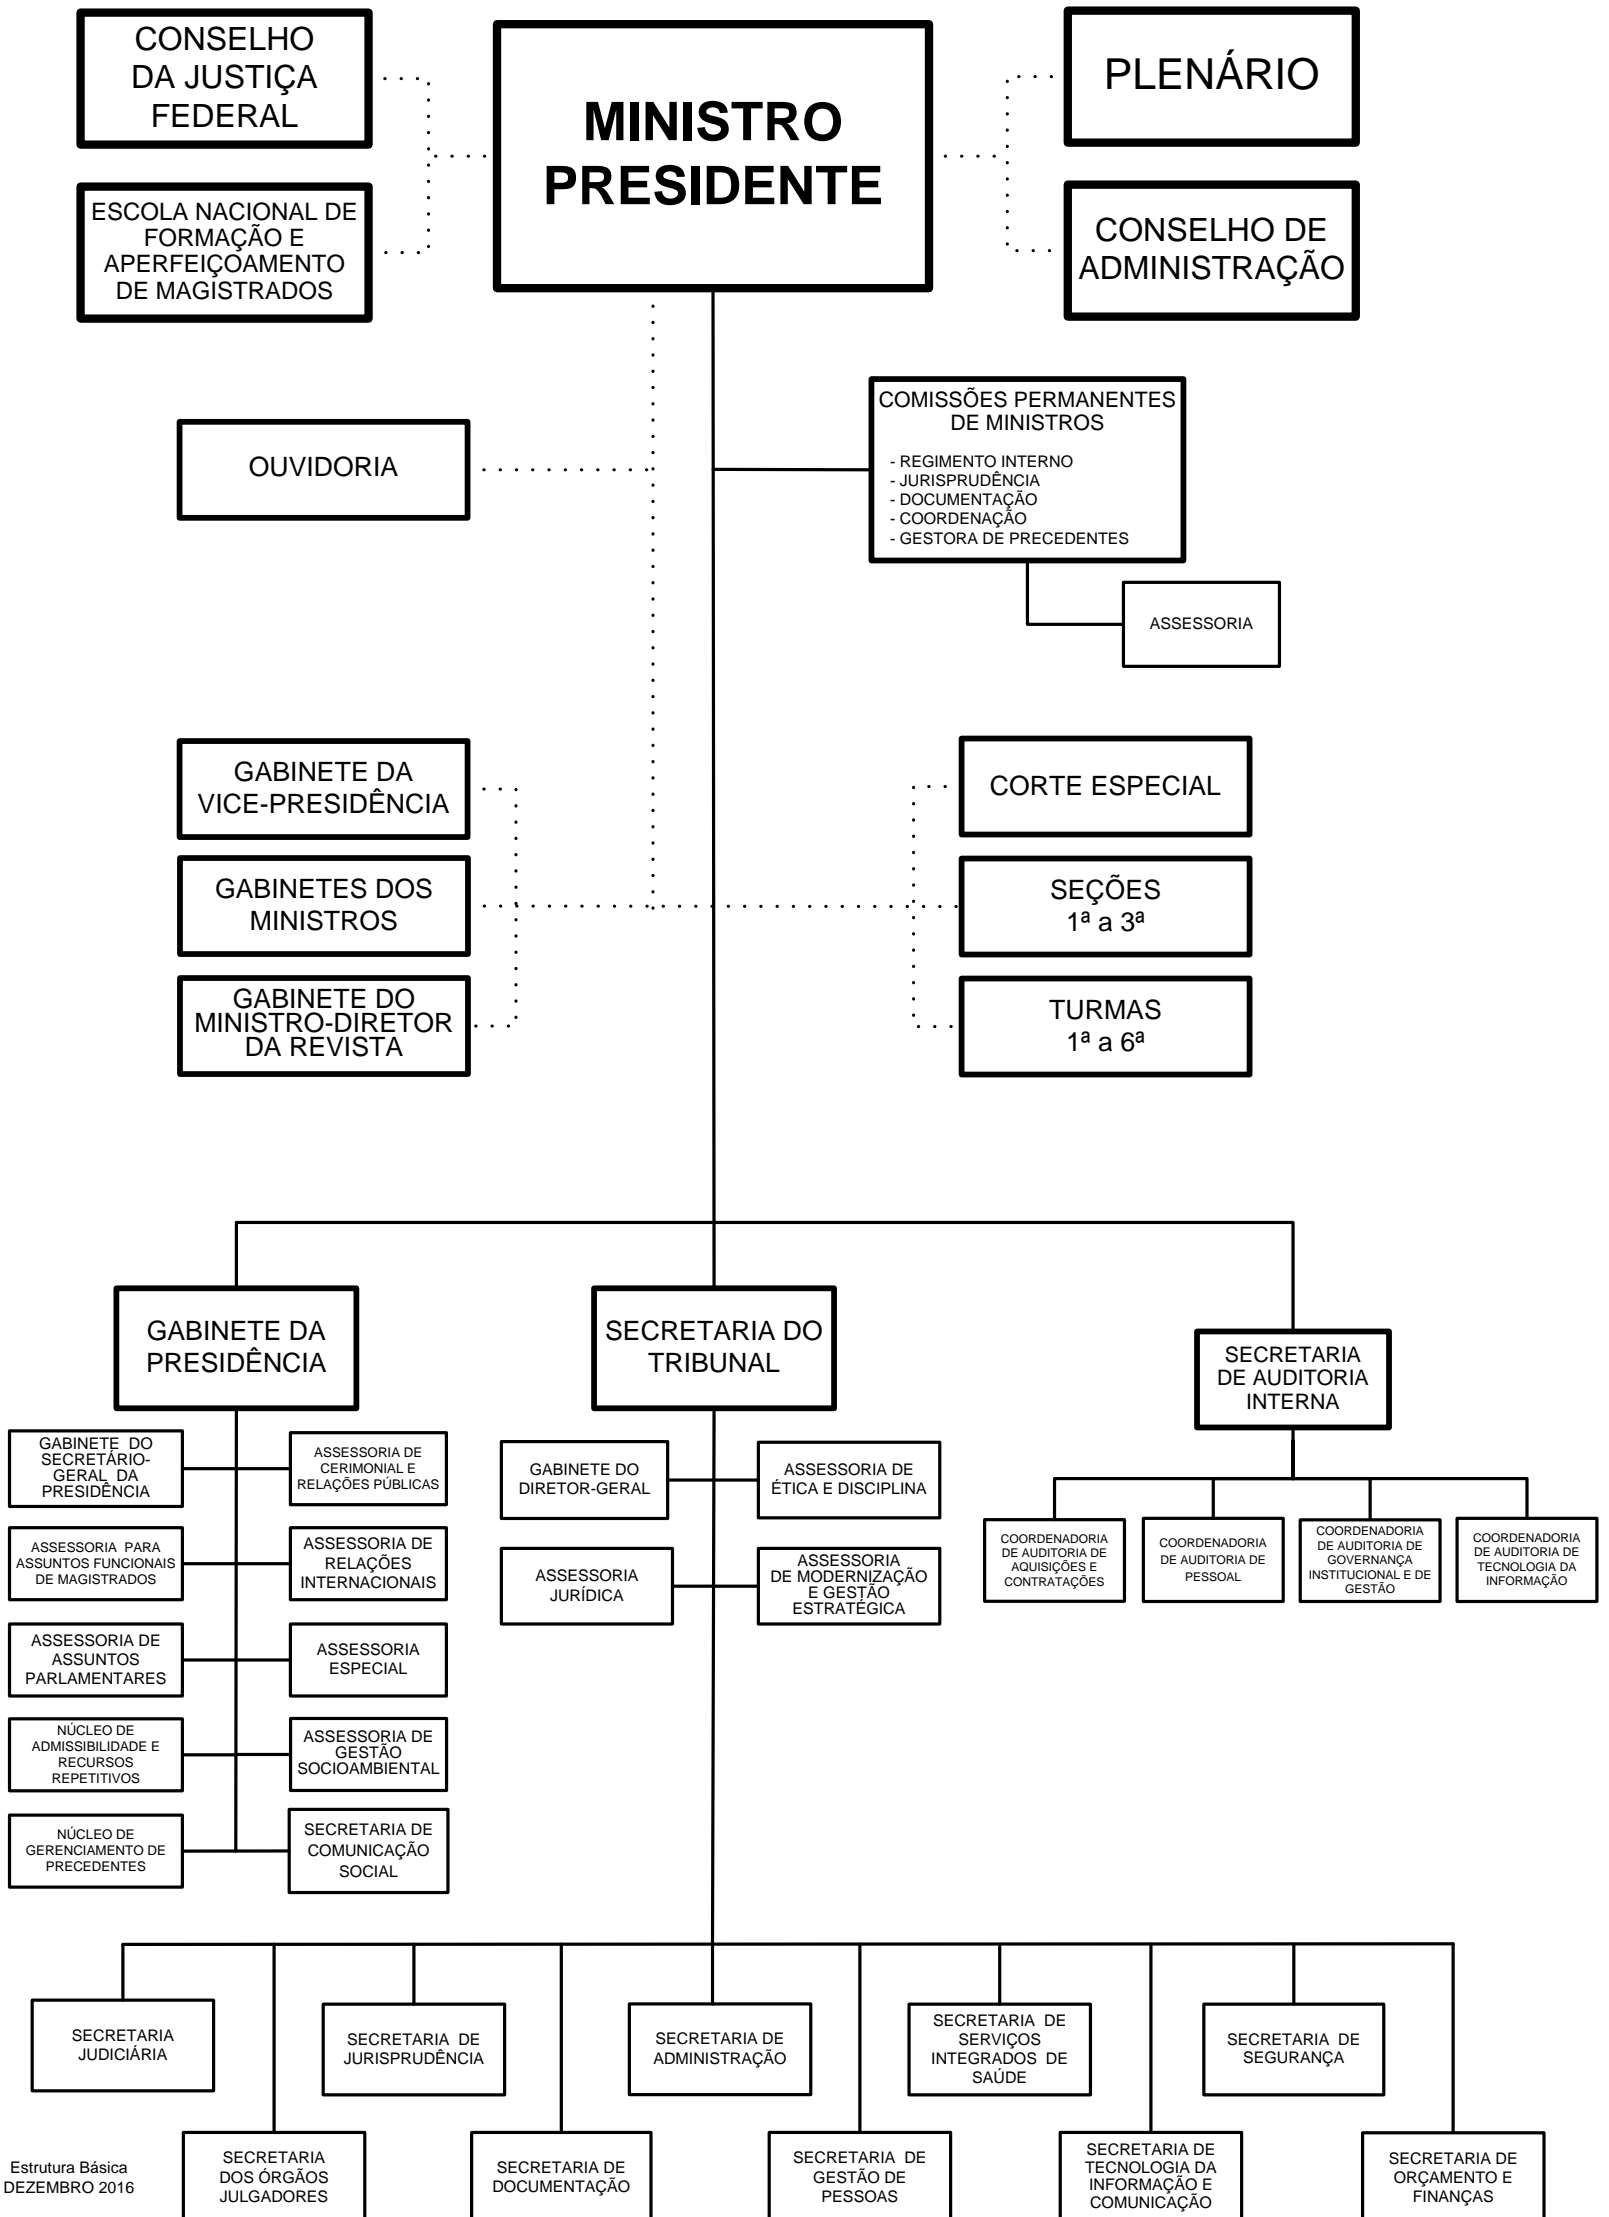 CONSELHO
DA JUSTIÇA
FEDERAL
MINISTRO
PRESIDENTE
PLENÁRIO
ESCOLA NACIONAL DE
FORMAÇÃO E
APERFEIÇOAMENTO
DE MAGISTRADOS
CONSELHO DE
ADMINISTRAÇÃO
OUVIDORIA
COMISSÕES PERMANENTES
DE MINISTROS
- REGIMENTO INTERNO
- JURISPRUDÊNCIA
- DOCUMENTAÇÃO
- COORDENAÇÃO
- GESTORA DE PRECEDENTES
ASSESSORIA
GABINETE DA
VICE-PRESIDÊNCIA
CORTE ESPECIAL
GABINETES DOS
MINISTROS
SEÇÕES
1ª a 3ª
GABINETE DO
MINISTRO-DIRETOR
DA REVISTA
TURMAS
1ª a 6ª
GABINETE DA
PRESIDÊNCIA
SECRETARIA DO
TRIBUNAL
SECRETARIA
DE AUDITORIA
INTERNA
GABINETE DO
SECRETÁRIO-
GERAL DA
PRESIDÊNCIA
ASSESSORIA DE
CERIMONIAL E
RELAÇÕES PÚBLICAS
ASSESSORIA PARA
ASSUNTOS FUNCIONAIS
DE MAGISTRADOS
ASSESSORIA DE
RELAÇÕES
INTERNACIONAIS
ASSESSORIA DE
ASSUNTOS
PARLAMENTARES
ASSESSORIA
ESPECIAL
NÚCLEO DE
ADMISSIBILIDADE E
RECURSOS
REPETITIVOS
ASSESSORIA DE
GESTÃO
SOCIOAMBIENTAL
NÚCLEO DE
GERENCIAMENTO DE
PRECEDENTES
SECRETARIA DE
COMUNICAÇÃO
SOCIAL
GABINETE DO
DIRETOR-GERAL
ASSESSORIA DE
ÉTICA E DISCIPLINA
ASSESSORIA
JURÍDICA
ASSESSORIA
DE MODERNIZAÇÃO
E GESTÃO
ESTRATÉGICA
COORDENADORIA
DE AUDITORIA DE
AQUISIÇÕES E
CONTRATAÇÕES
COORDENADORIA
DE AUDITORIA DE
PESSOAL
COORDENADORIA
DE AUDITORIA DE
GOVERNANÇA
INSTITUCIONAL E DE
GESTÃO
COORDENADORIA
DE AUDITORIA DE
TECNOLOGIA DA
INFORMAÇÃO
SECRETARIA
JUDICIÁRIA
SECRETARIA DE
JURISPRUDÊNCIA
SECRETARIA DE
ADMINISTRAÇÃO
SECRETARIA DE
SERVIÇOS
INTEGRADOS DE
SAÚDE
SECRETARIA DE
SEGURANÇA
Estrutura Básica
DEZEMBRO 2016
SECRETARIA
DOS ÓRGÃOS
JULGADORES
SECRETARIA DE
DOCUMENTAÇÃO
SECRETARIA DE
GESTÃO DE
PESSOAS
SECRETARIA DE
TECNOLOGIA DA
INFORMAÇÃO E
COMUNICAÇÃO
SECRETARIA DE
ORÇAMENTO E
FINANÇAS